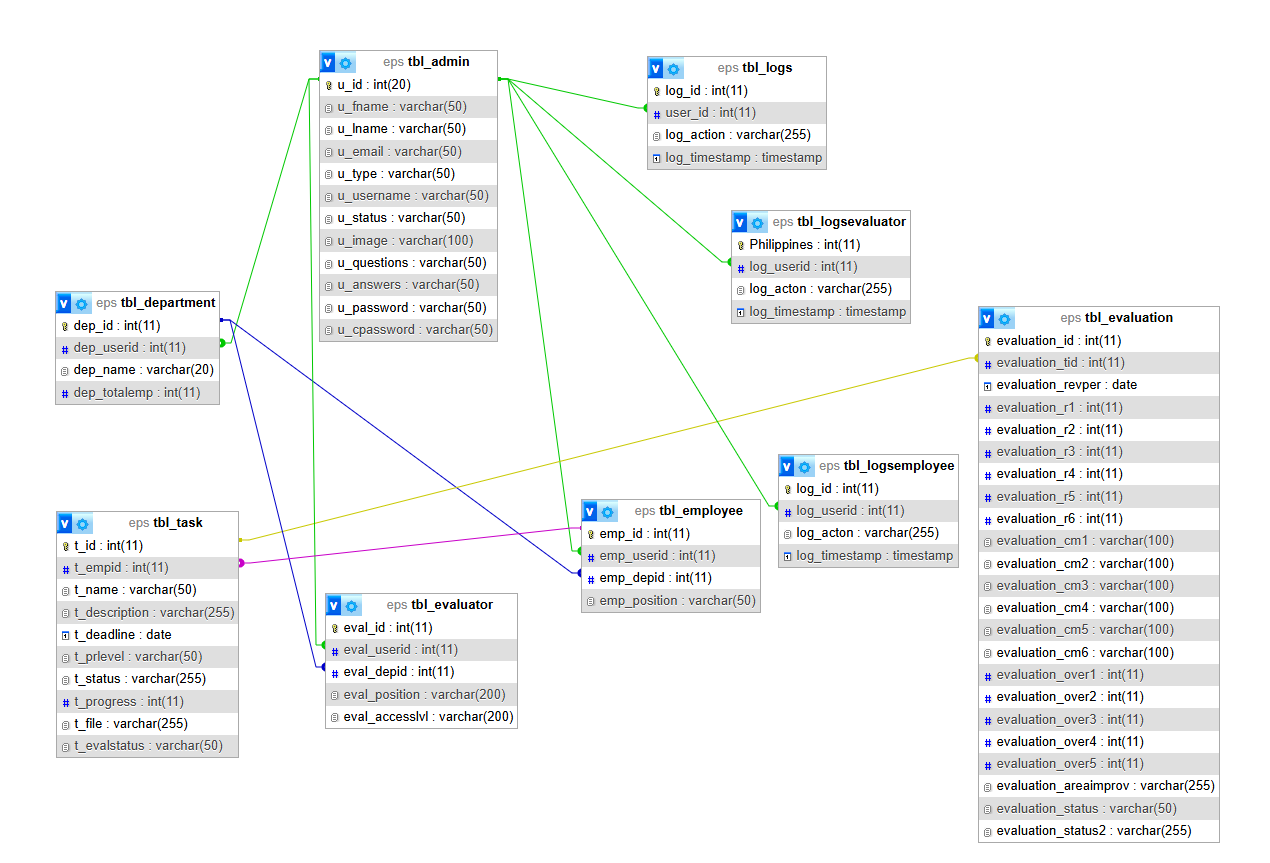 eps tbl_admin
u_id : int(20)
u_fname : varchar(50)
u_lname : varchar(50)
u_email : varchar(50)
u_type : varchar(50)
u_username : varchar(50)
u_status : varchar(50)
u_image : varchar(100)
u_questions : varchar(50)
u_answers : varchar(50)
u_password : varchar(50)
u_cpassword : varchar(50)
eps tbl_logs
log_id : int(11)
user_id : int(11)
log_action : varchar(255)
log_timestamp : timestamp
eps tbl_logsevaluator
Philippines : int(11)
log_userid : int(11)
log_acton : varchar(255)
log_timestamp : timestamp
eps tbl_department
dep_id : int(11)
dep_userid : int(11)
dep_name : varchar(20)
dep_totalemp : int(11)
eps tbl_evaluation
evaluation_id : int(11)
evaluation_tid : int(11)
evaluation_revper : date
evaluation_r1 : int(11)
evaluation_r2 : int(11)
evaluation_r3 : int(11)
evaluation_r4 : int(11)
evaluation_r5 : int(11)
evaluation_r6 : int(11)
evaluation_cm1 : varchar(100)
evaluation_cm2 : varchar(100)
evaluation_cm3 : varchar(100)
evaluation_cm4 : varchar(100)
evaluation_cm5 : varchar(100)
evaluation_cm6 : varchar(100)
evaluation_over1 : int(11)
evaluation_over2 : int(11)
evaluation_over3 : int(11)
evaluation_over4 : int(11)
evaluation_over5 : int(11)
evaluation_areaimprov : varchar(255)
evaluation_status : varchar(50)
evaluation_status2 : varchar(255)
eps tbl_logsemployee
log_id : int(11)
log_userid : int(11)
log_acton : varchar(255)
log_timestamp : timestamp
eps tbl_employee
emp_id : int(11)
emp_userid : int(11)
emp_depid : int(11)
emp_position : varchar(50)
eps tbl_task
t_id : int(11)
t_empid : int(11)
t_name : varchar(50)
t_description : varchar(255)
t_deadline : date
t_prlevel : varchar(50)
t_status : varchar(255)
t_progress : int(11)
t_file : varchar(255)
t_evalstatus : varchar(50)
eps tbl_evaluator
eval_id : int(11)
eval_userid : int(11)
eval_depid : int(11)
eval_position : varchar(200)
eval_accesslvl : varchar(200)